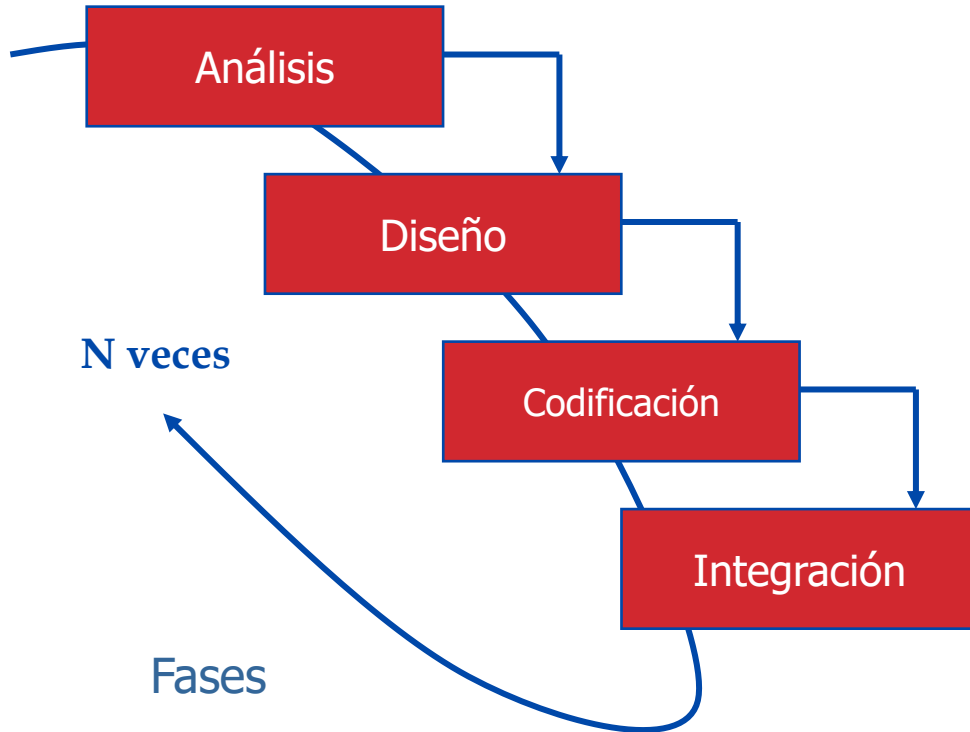 Análisis
Diseño
N veces
Codificación
Integración
Fases